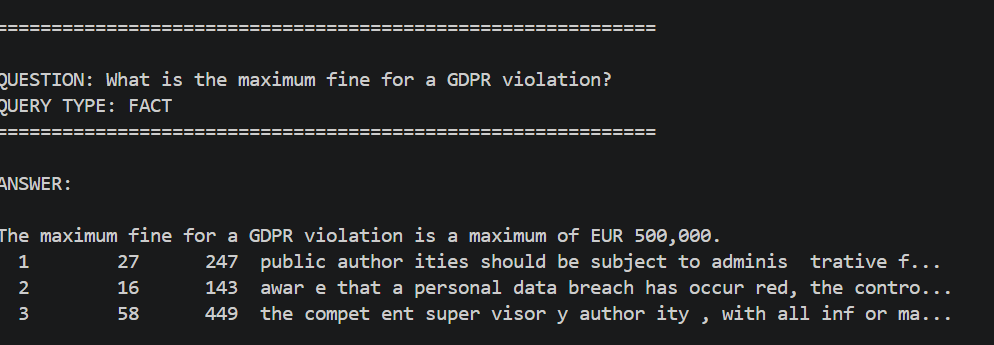 ============================================================
QUESTION: What is the maximum fine for a GDPR violation?
QUERY TYPE: FACT
============================================================
ANSWER:
The maximum fine for a GDPR violation is a maximum of EUR 500,000.
1 27 247 public author ities should be subject to adminis trative f...
2 16 143 awar e that a personal data breach has occur red, the contro...
3 58 449 the compet ent super visor y author ity , with all inf or ma...